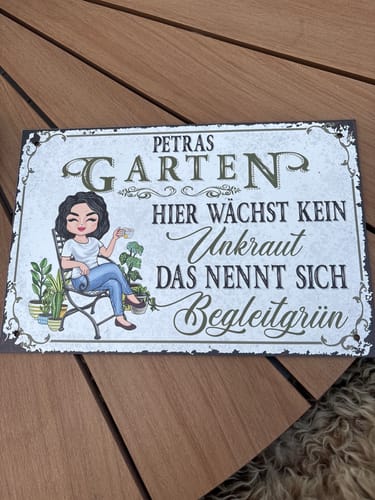 PETRAS
GARTEN
HIER WÄCHST KEIN
Unkraut
DAS NENNT SICH
Begleitgrün